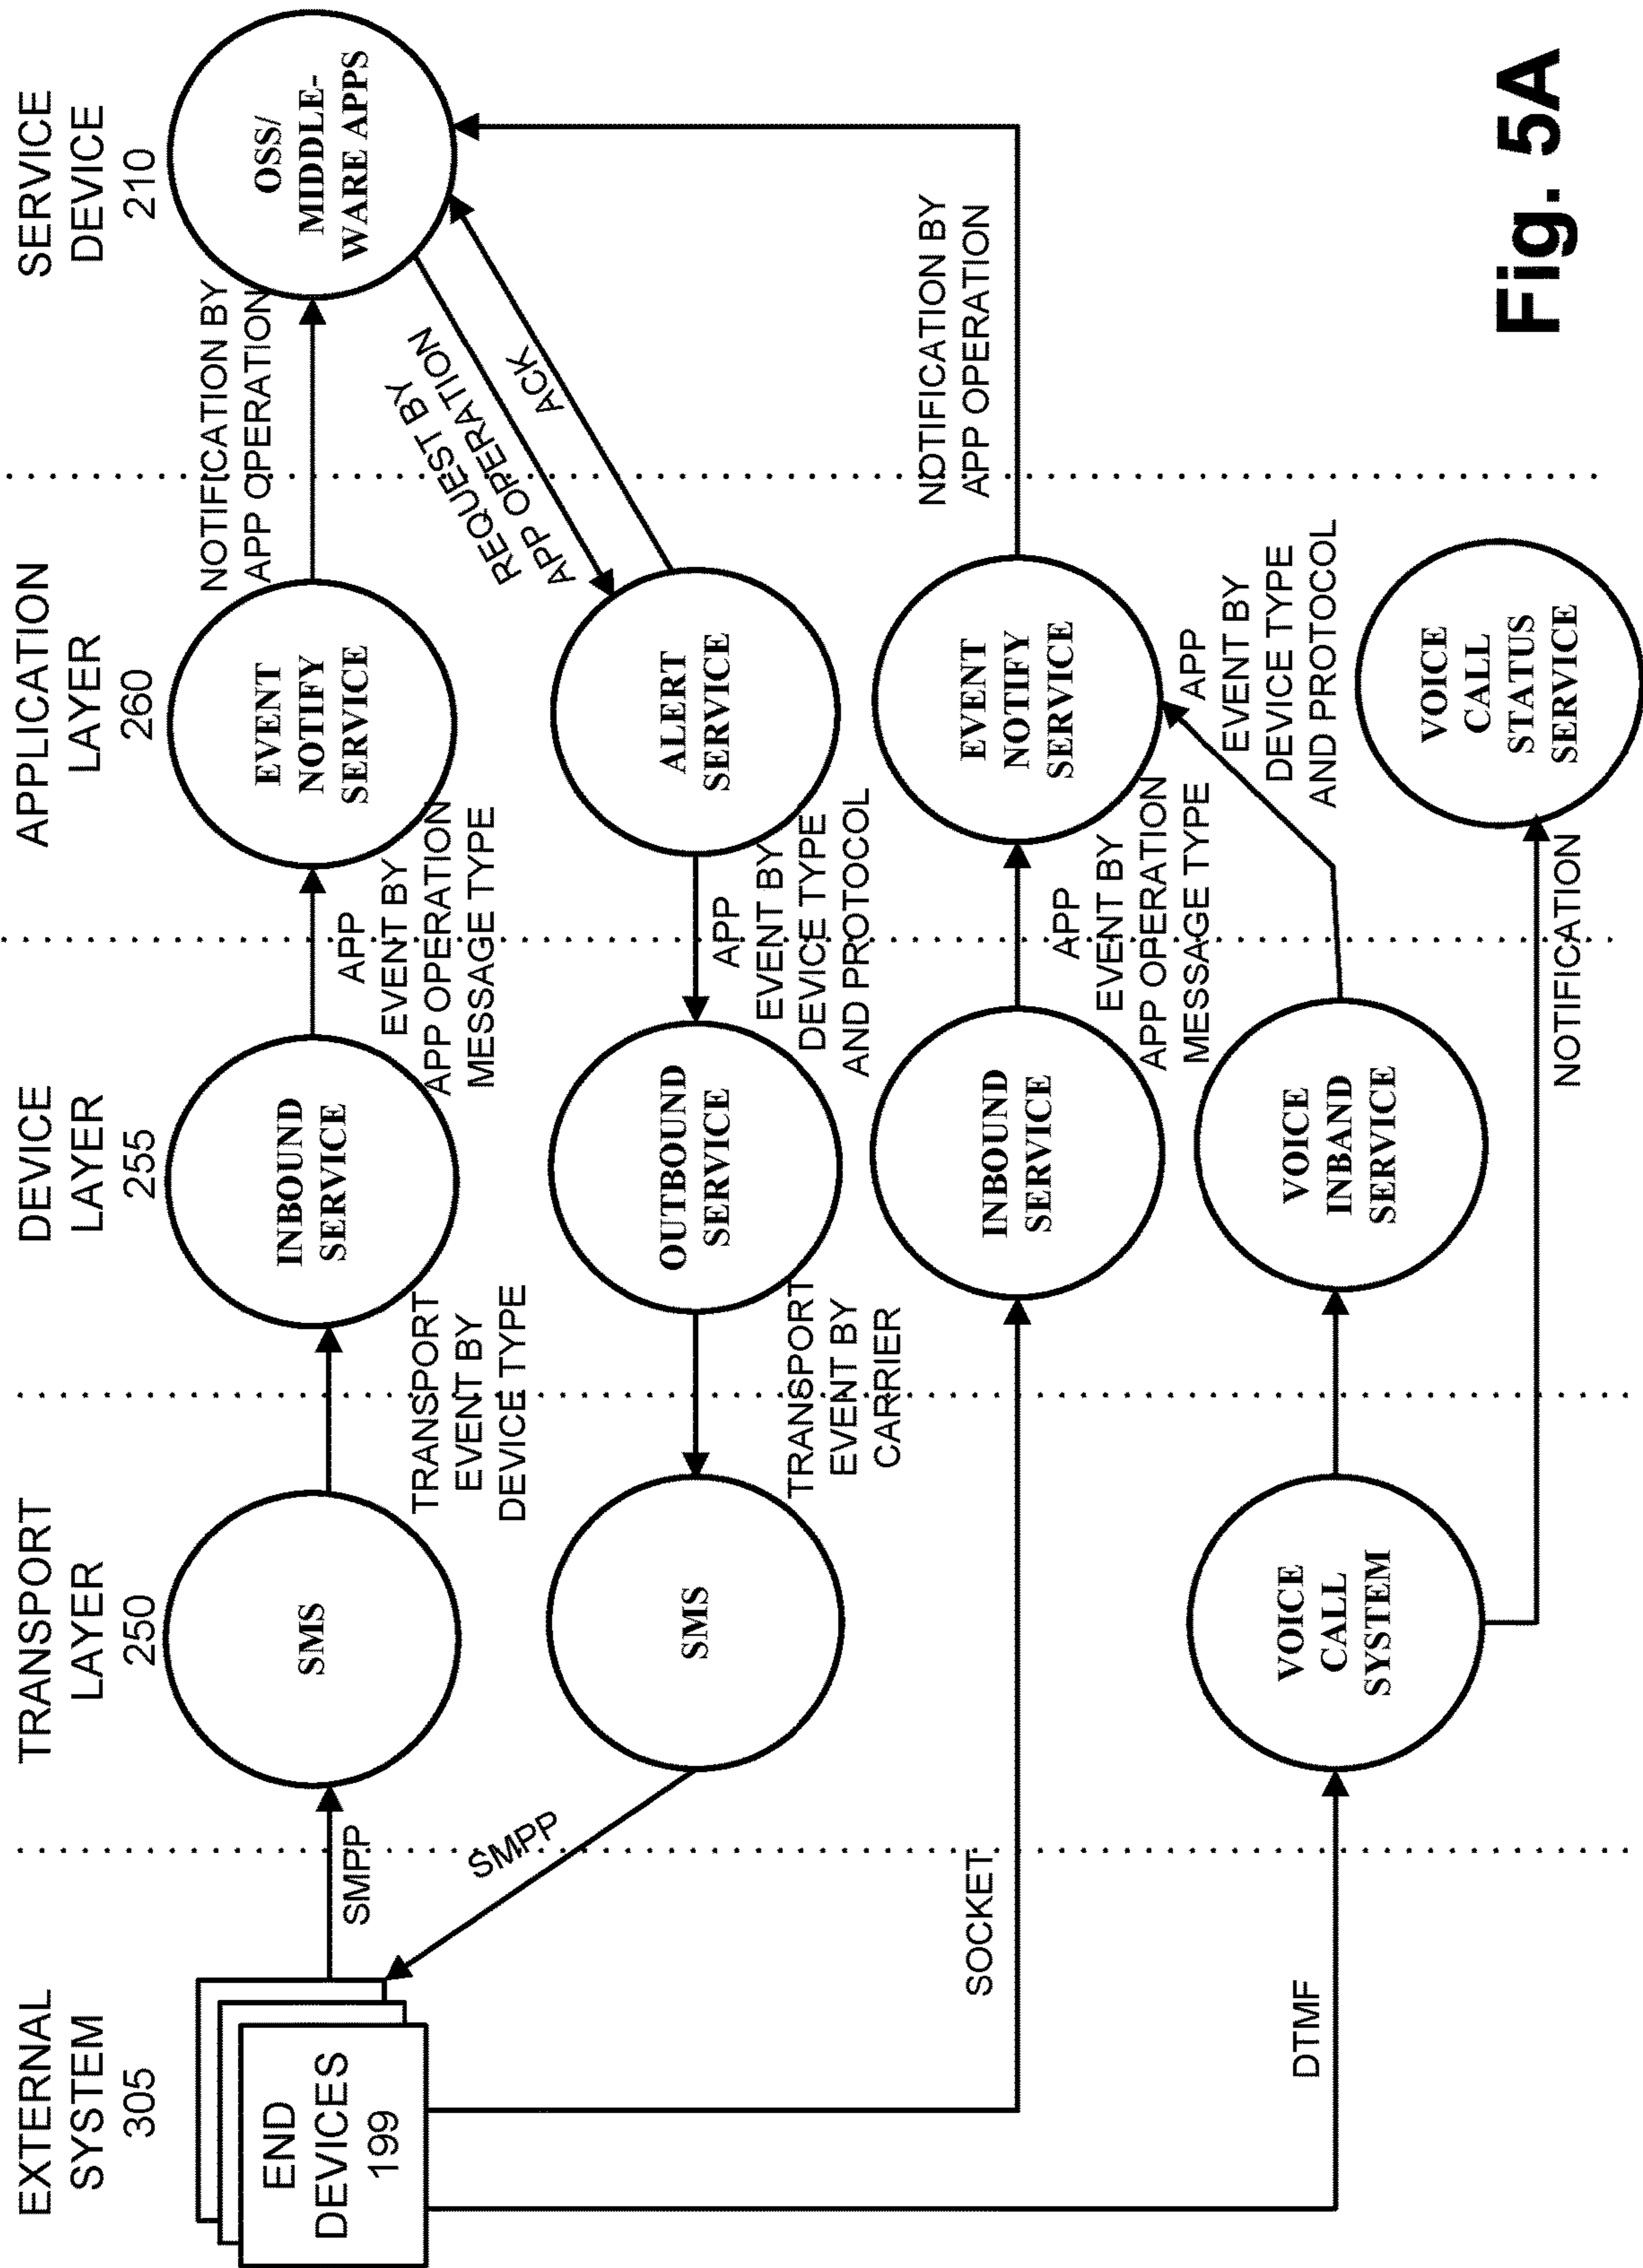 EXTERNAL
SYSTEM
305
TRANSPORT
LAYER
250
DEVICE
LAYER
255
APPLICATION
LAYER
260
SERVICE
DEVICE
210
END
DEVICES
199
SMPP
SMS
TRANSPORT
EVENT BY
DEVICE TYPE
INBOUND
SERVICE
APP
EVENT BY
APP OPERATION
MESSAGE TYPE
EVENT
NOTIFY
SERVICE
NOTIFICATION BY
APP OPERATION
OSS/
MIDDLE-
WARE APPS
SMPP
SMS
TRANSPORT
EVENT BY
CARRIER
OUTBOUND
SERVICE
APP
EVENT BY
DEVICE TYPE
AND PROTOCOL
ALERT
SERVICE
REQUEST BY
APP OPERATION
ACK
SOCKET
INBOUND
SERVICE
APP
EVENT BY
APP OPERATION
MESSAGE TYPE
EVENT
NOTIFY
SERVICE
NOTIFICATION BY
APP OPERATION
DTMF
VOICE
CALL
SYSTEM
VOICE
INBAND
SERVICE
APP
EVENT BY
DEVICE TYPE
AND PROTOCOL
NOTIFICATION
VOICE
CALL
STATUS
SERVICE
Fig. 5A